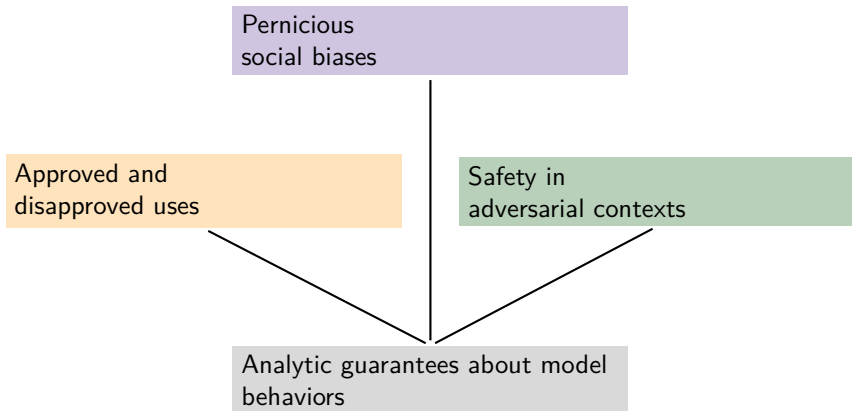 Pernicious
social biases
Approved and
disapproved uses
Safety in
adversarial contexts
Analytic guarantees about model
behaviors